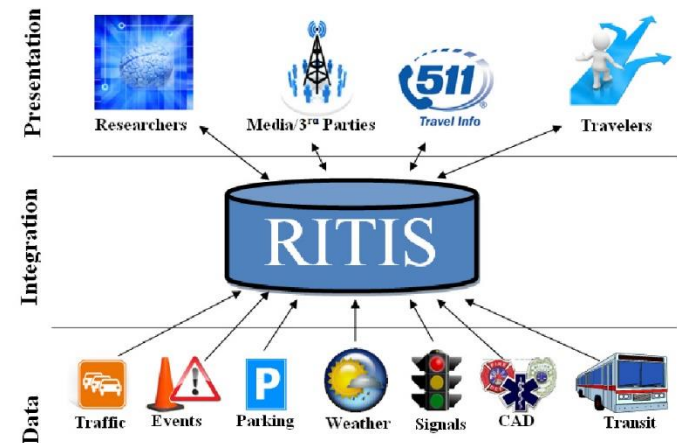 Presentation
Researchers
Media/3rd Parties
511
®
Travel Info
Travelers
Integration
RITIS
Data
Traffic
Events
P
Parking
Weather
Signals
CAD
Transit